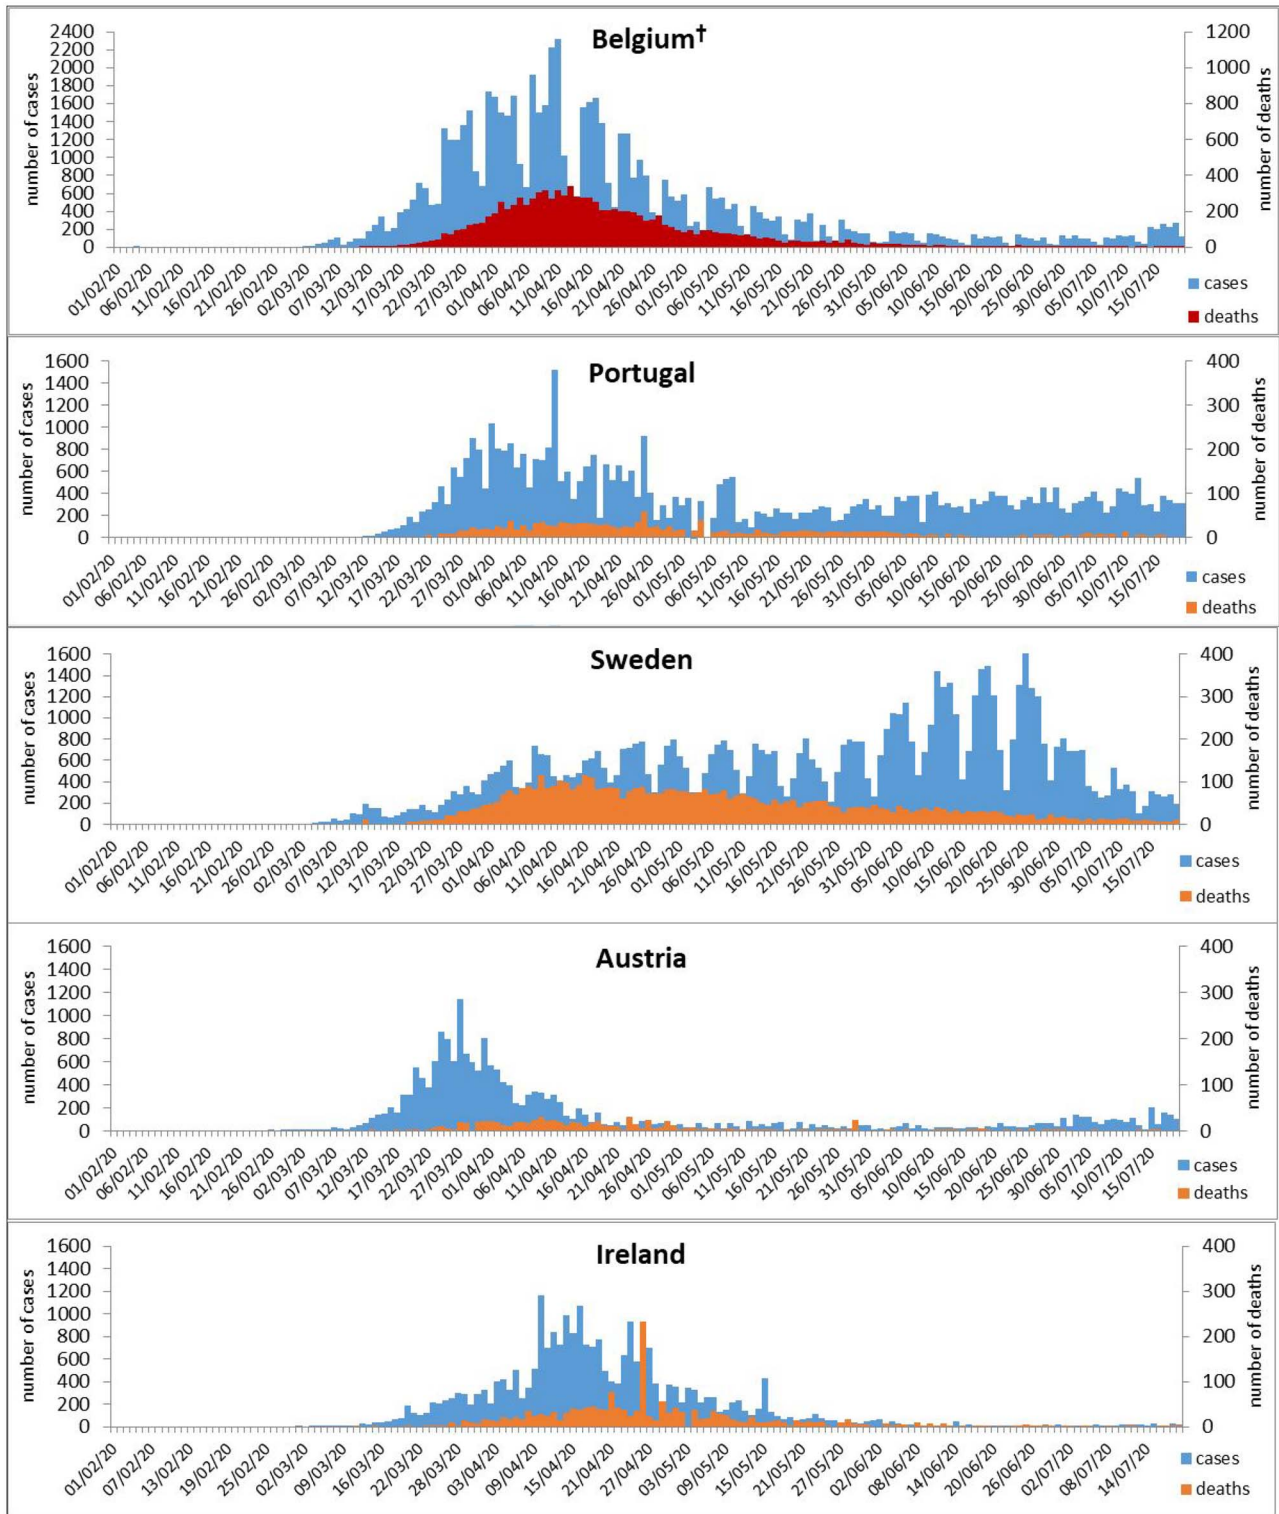 Belgium†
number of cases
number of deaths
2400 2200 2000 1800 1600 1400 1200 1000 800 600 400 200 0
1200 1000 800 600 400 200 0
01/02/20 06/02/20 11/02/20 16/02/20 21/02/20 26/02/20 02/03/20 07/03/20 12/03/20 17/03/20 22/03/20 27/03/20 01/04/20 06/04/20 11/04/20 16/04/20 21/04/20 26/04/20 01/05/20 06/05/20 11/05/20 16/05/20 21/05/20 26/05/20 31/05/20 05/06/20 10/06/20 15/06/20 20/06/20 25/06/20 30/06/20 05/07/20 10/07/20 15/07/20
cases
deaths
Portugal
number of cases
number of deaths
1600 1400 1200 1000 800 600 400 200 0
400 300 200 100 0
01/02/20 06/02/20 11/02/20 16/02/20 21/02/20 26/02/20 02/03/20 07/03/20 12/03/20 17/03/20 22/03/20 27/03/20 01/04/20 06/04/20 11/04/20 16/04/20 21/04/20 26/04/20 01/05/20 06/05/20 11/05/20 16/05/20 21/05/20 26/05/20 31/05/20 05/06/20 10/06/20 15/06/20 20/06/20 25/06/20 30/06/20 05/07/20 10/07/20 15/07/20
cases
deaths
Sweden
number of cases
number of deaths
1600 1400 1200 1000 800 600 400 200 0
400 300 200 100 0
01/02/20 06/02/20 11/02/20 16/02/20 21/02/20 26/02/20 02/03/20 07/03/20 12/03/20 17/03/20 22/03/20 27/03/20 01/04/20 06/04/20 11/04/20 16/04/20 21/04/20 26/04/20 01/05/20 06/05/20 11/05/20 16/05/20 21/05/20 26/05/20 31/05/20 05/06/20 10/06/20 15/06/20 20/06/20 25/06/20 30/06/20 05/07/20 10/07/20 15/07/20
cases
deaths
Austria
number of cases
number of deaths
1600 1400 1200 1000 800 600 400 200 0
400 300 200 100 0
01/02/20 06/02/20 11/02/20 16/02/20 21/02/20 26/02/20 02/03/20 07/03/20 12/03/20 17/03/20 22/03/20 27/03/20 01/04/20 06/04/20 11/04/20 16/04/20 21/04/20 26/04/20 01/05/20 06/05/20 11/05/20 16/05/20 21/05/20 26/05/20 31/05/20 05/06/20 10/06/20 15/06/20 20/06/20 25/06/20 30/06/20 05/07/20 10/07/20 15/07/20
cases
deaths
Ireland
number of cases
number of deaths
1600 1400 1200 1000 800 600 400 200 0
400 300 200 100 0
01/02/20 07/02/20 13/02/20 19/02/20 25/02/20 02/03/20 09/03/20 16/03/20 22/03/20 28/03/20 03/04/20 09/04/20 15/04/20 21/04/20 27/04/20 03/05/20 09/05/20 15/05/20 21/05/20 27/05/20 02/06/20 08/06/20 14/06/20 20/06/20 26/06/20 02/07/20 08/07/20 14/07/20
cases
deaths